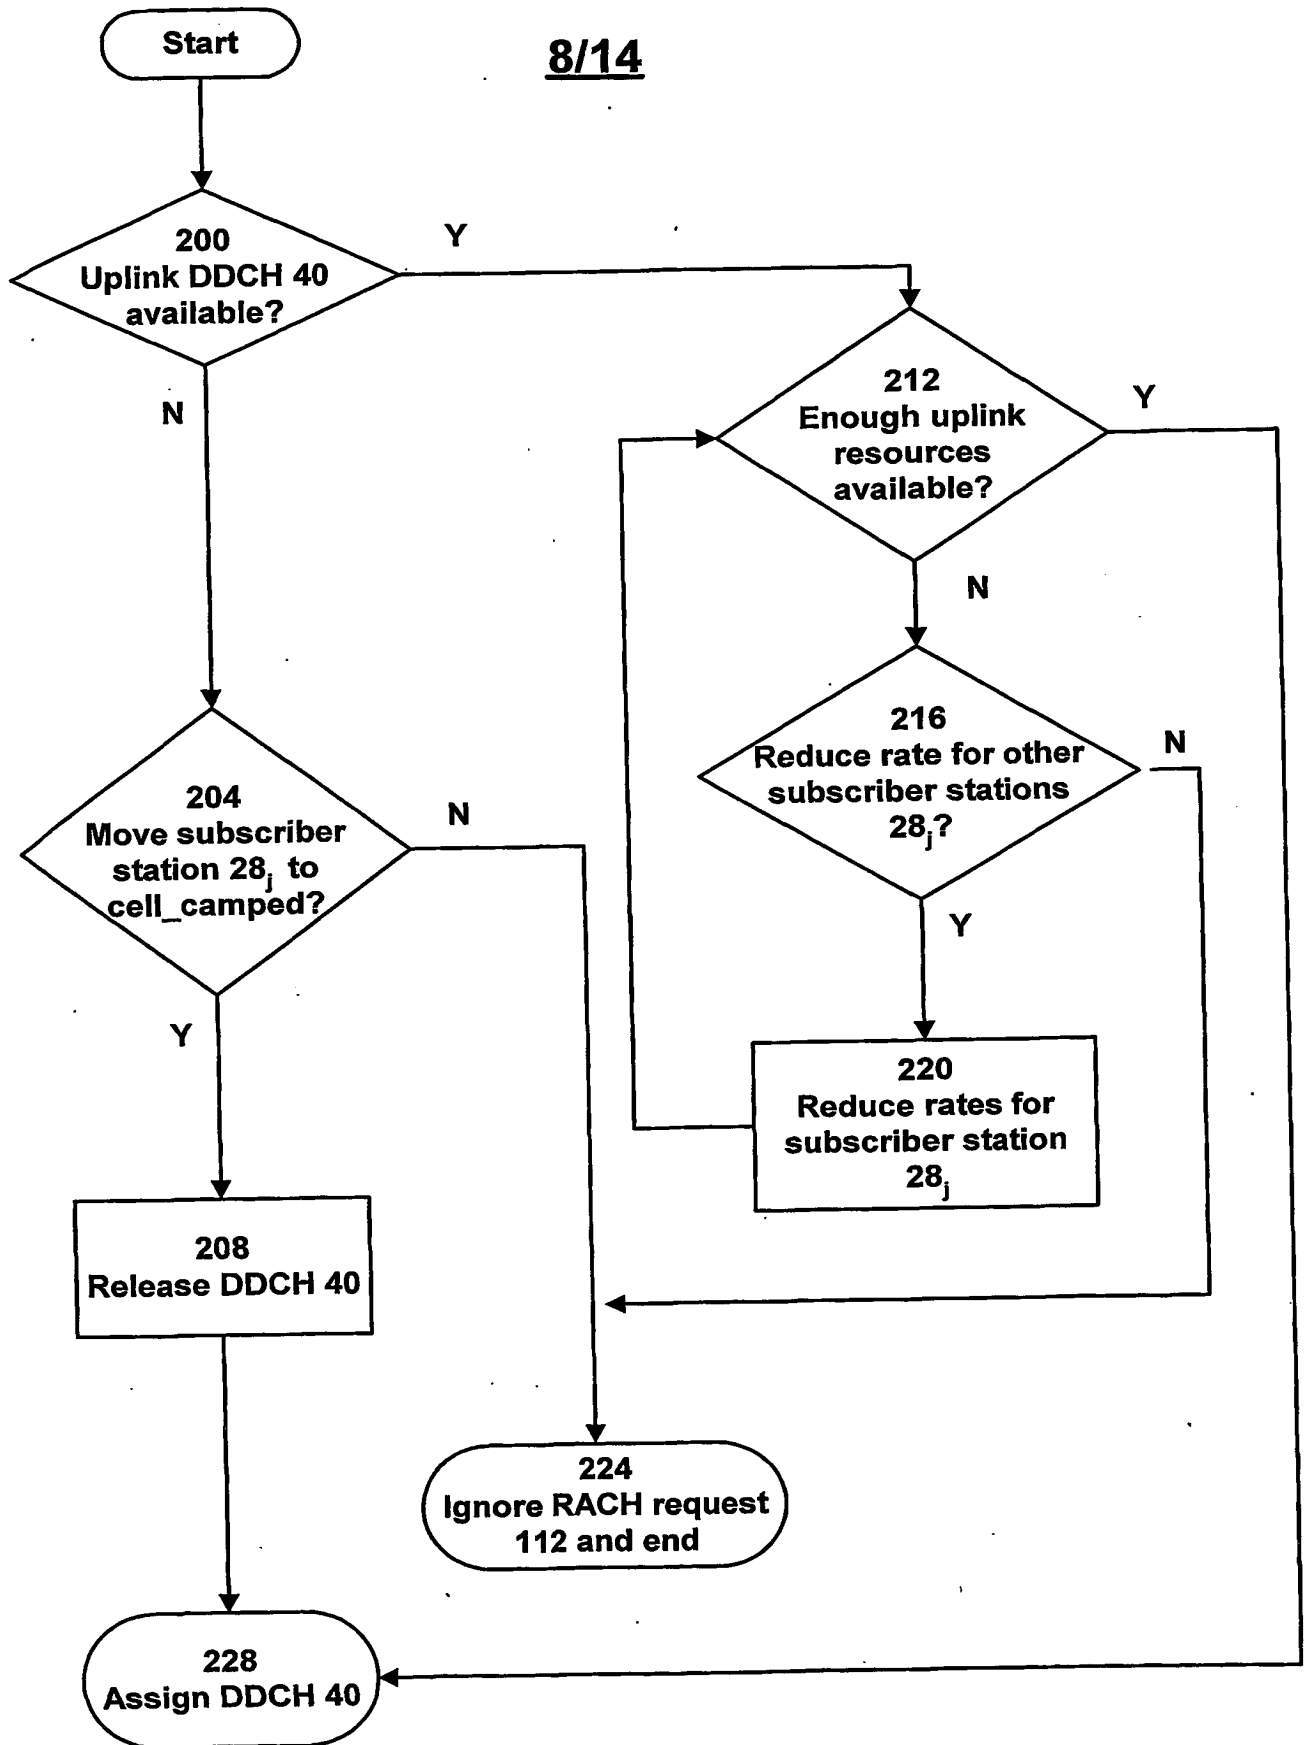 Start
8/14
200
Uplink DDCH 40
available?
Y
N
212
Enough uplink
resources
available?
Y
N
216
Reduce rate for other
subscriber stations
28j?
N
Y
204
Move subscriber
station 28j to
cell_camped?
N
Y
220
Reduce rates for
subscriber station
28j
208
Release DDCH 40
224
Ignore RACH request
112 and end
228
Assign DDCH 40